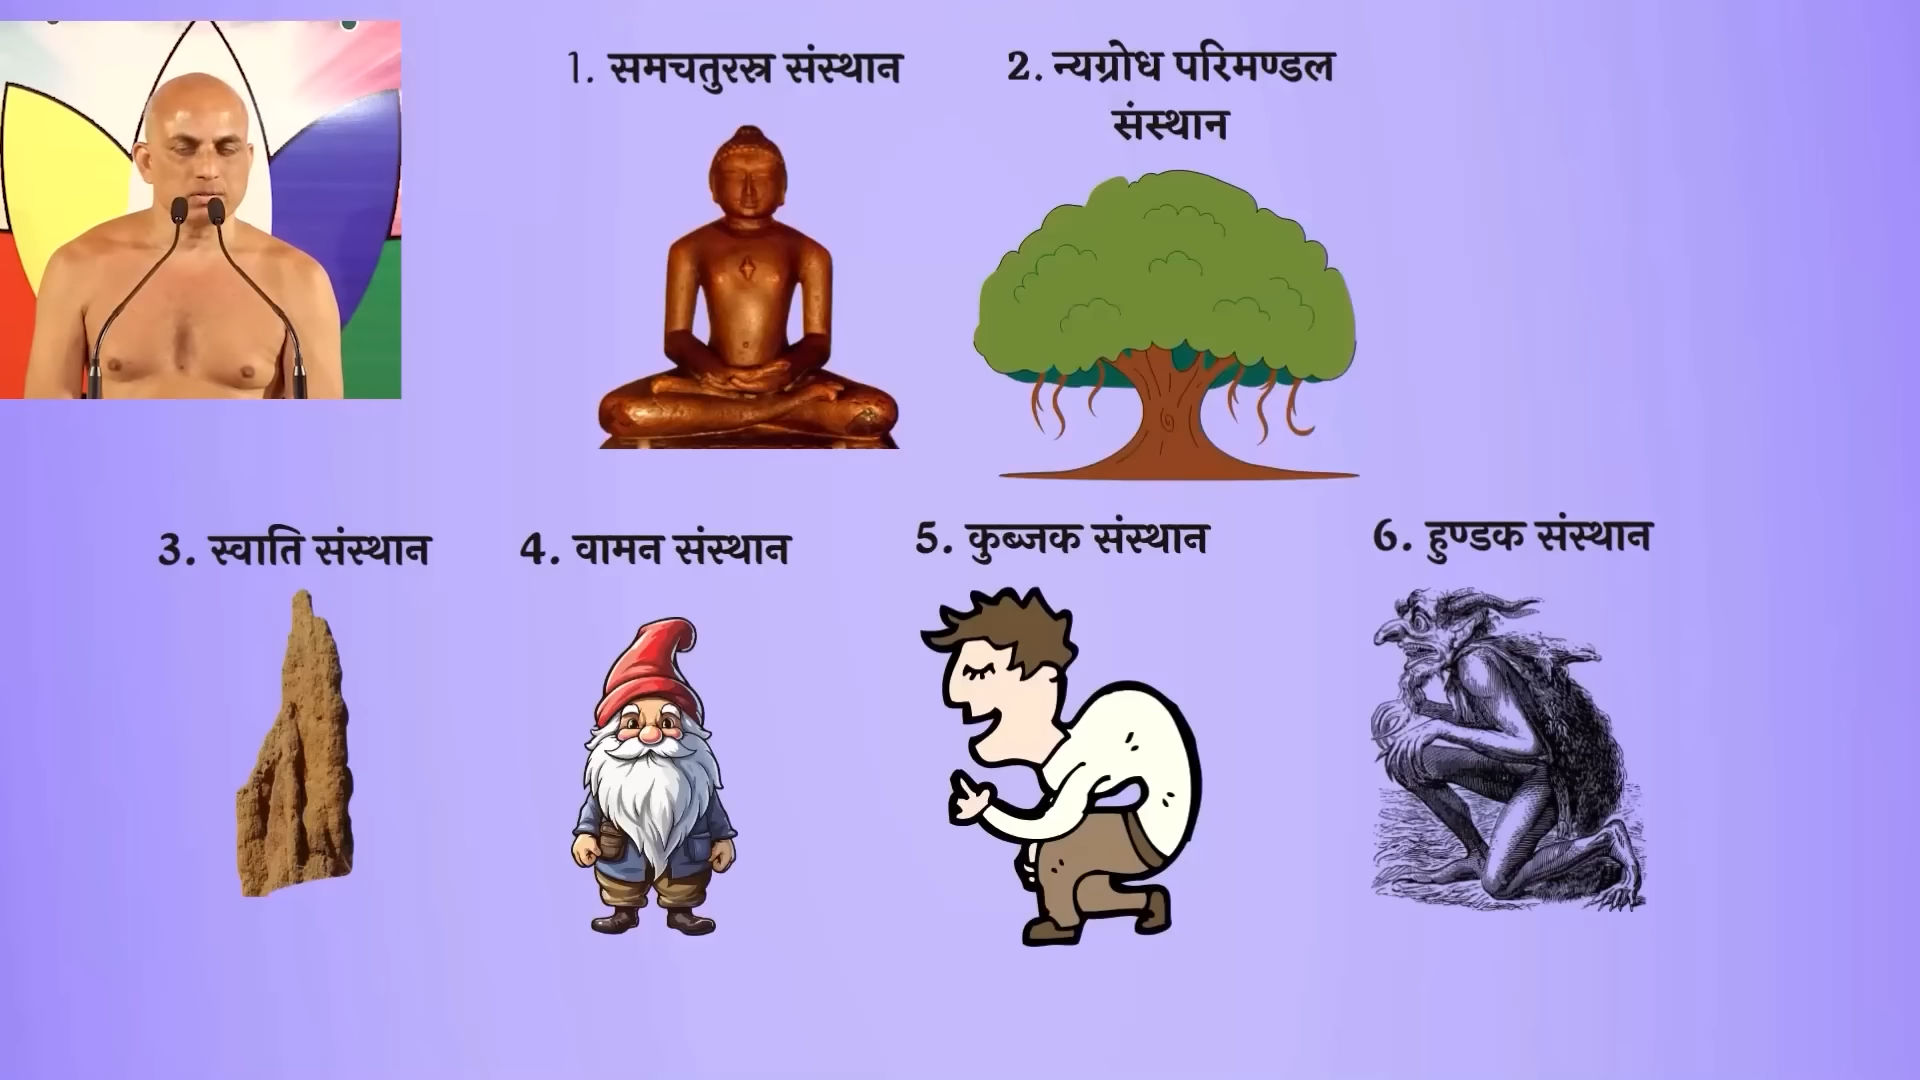 1. समचतुरस्र संस्थान
2. न्यग्रोध परिमण्डल
संस्थान
3. स्वाति संस्थान
4. वामन संस्थान
5. कुब्जक संस्थान
6. हुण्डक संस्थान